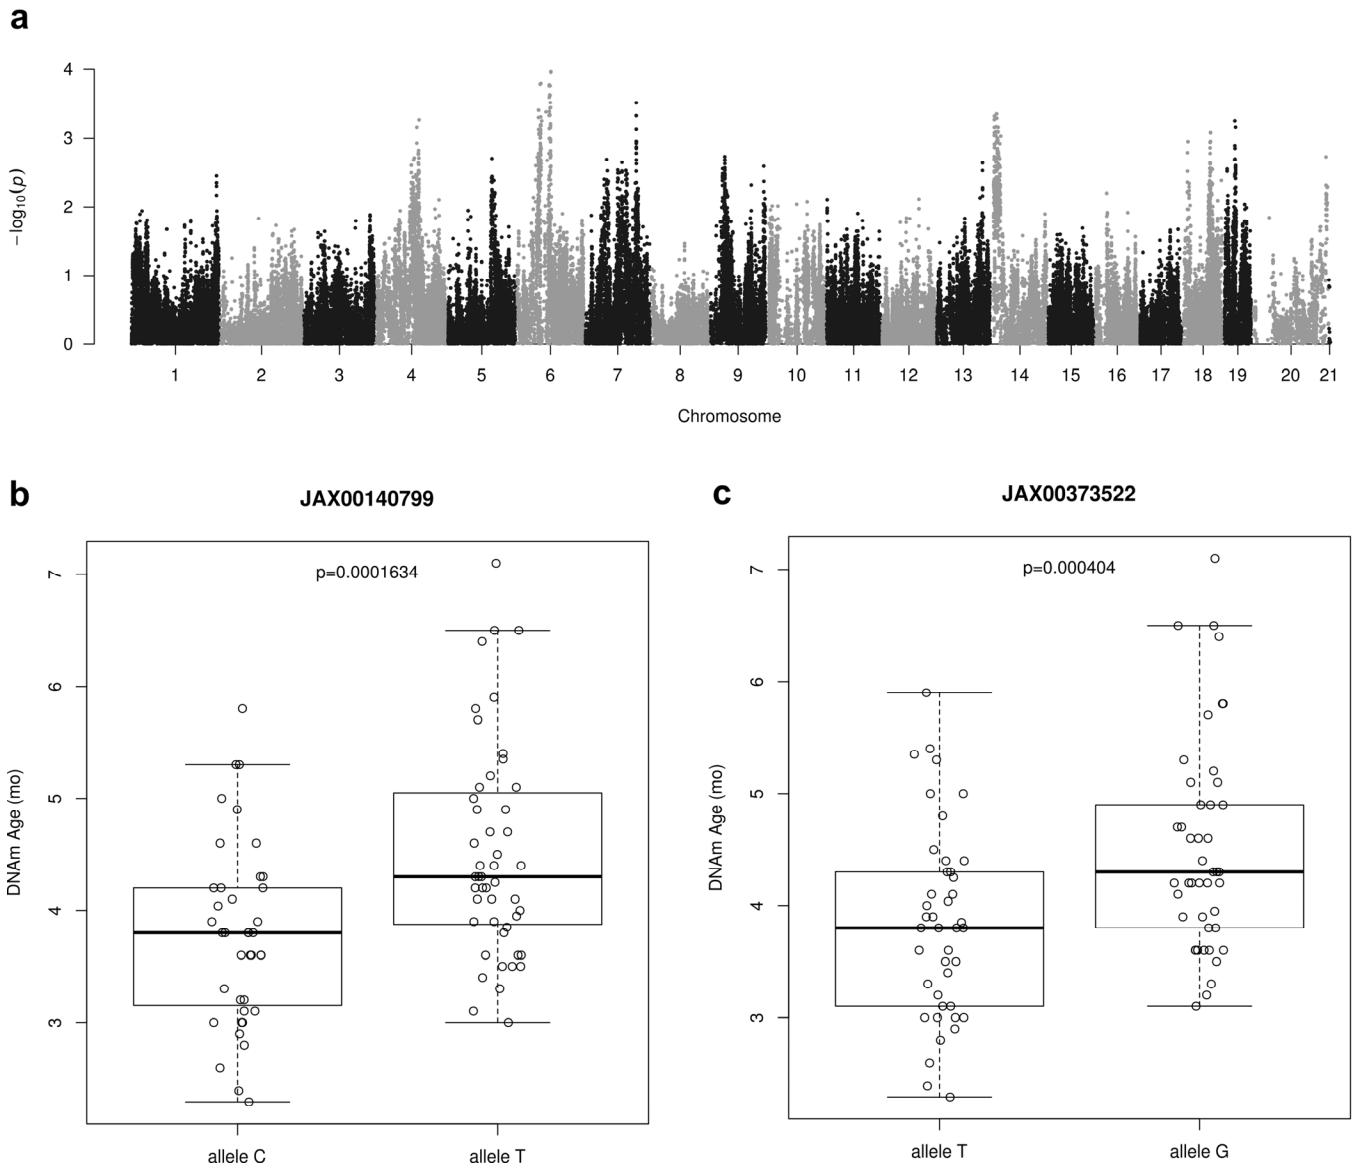 a
4
3
2
1
0
−log10(p)
1 2 3 4 5 6 7 8 9 10 11 12 13 14 15 16 17 18 19 20 21
Chromosome
b
JAX00140799
p=0.0001634
7
6
5
4
3
DNAm Age (mo)
allele C allele T
c
JAX00373522
p=0.000404
7
6
5
4
3
DNAm Age (mo)
allele T allele G